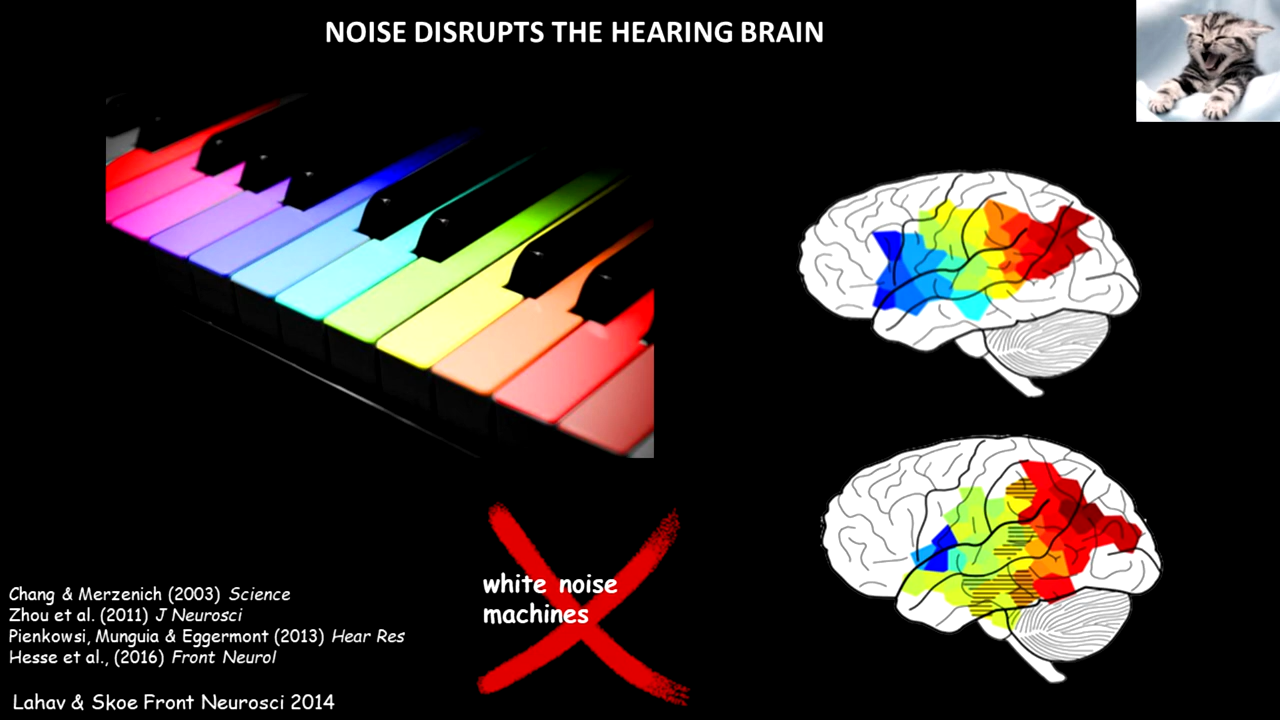 NOISE DISRUPTS THE HEARING BRAIN
white noise
machines
Chang & Merzenich (2003) Science
Zhou et al. (2011) J Neurosci
Pienkowsi, Munguia & Eggermont (2013) Hear Res
Hesse et al., (2016) Front Neurol
Lahav & Skoe Front Neurosci 2014